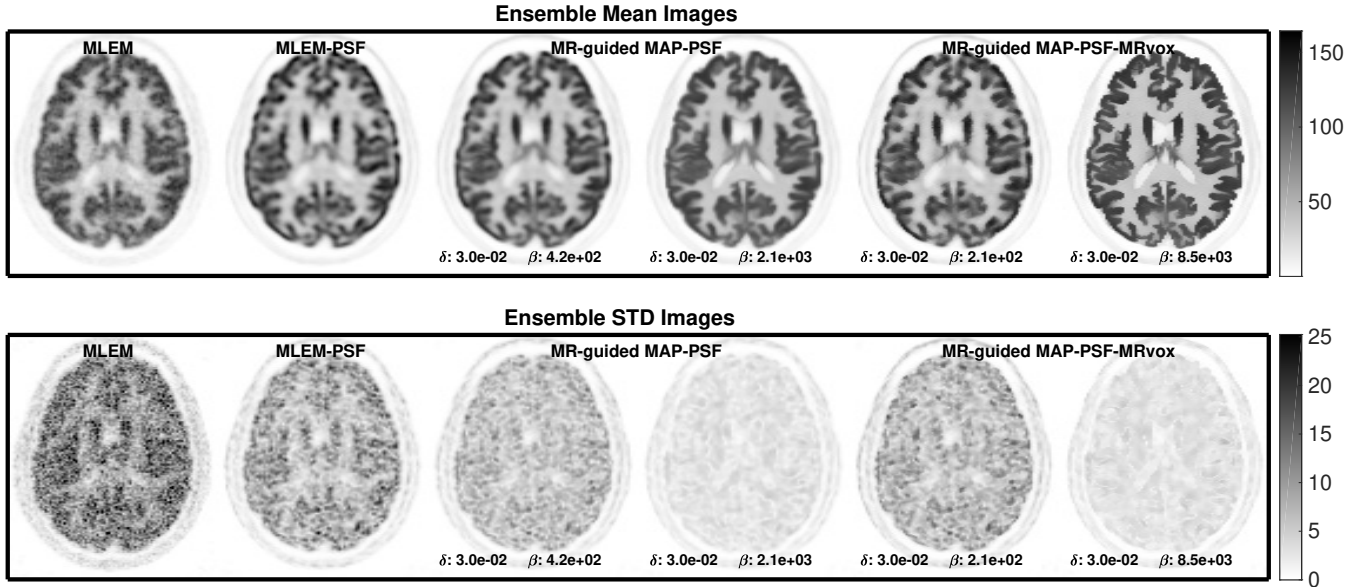 Ensemble Mean Images
MLEM MLEM-PSF MR-guided MAP-PSF MR-guided MAP-PSF-MRvox
150
100
50
δ: 3.0e-02 β: 4.2e+02 δ: 3.0e-02 β: 2.1e+03 δ: 3.0e-02 β: 2.1e+02 δ: 3.0e-02 β: 8.5e+03
Ensemble STD Images
MLEM MLEM-PSF MR-guided MAP-PSF MR-guided MAP-PSF-MRvox
25
20
15
10
5
0
δ: 3.0e-02 β: 4.2e+02 δ: 3.0e-02 β: 2.1e+03 δ: 3.0e-02 β: 2.1e+02 δ: 3.0e-02 β: 8.5e+03